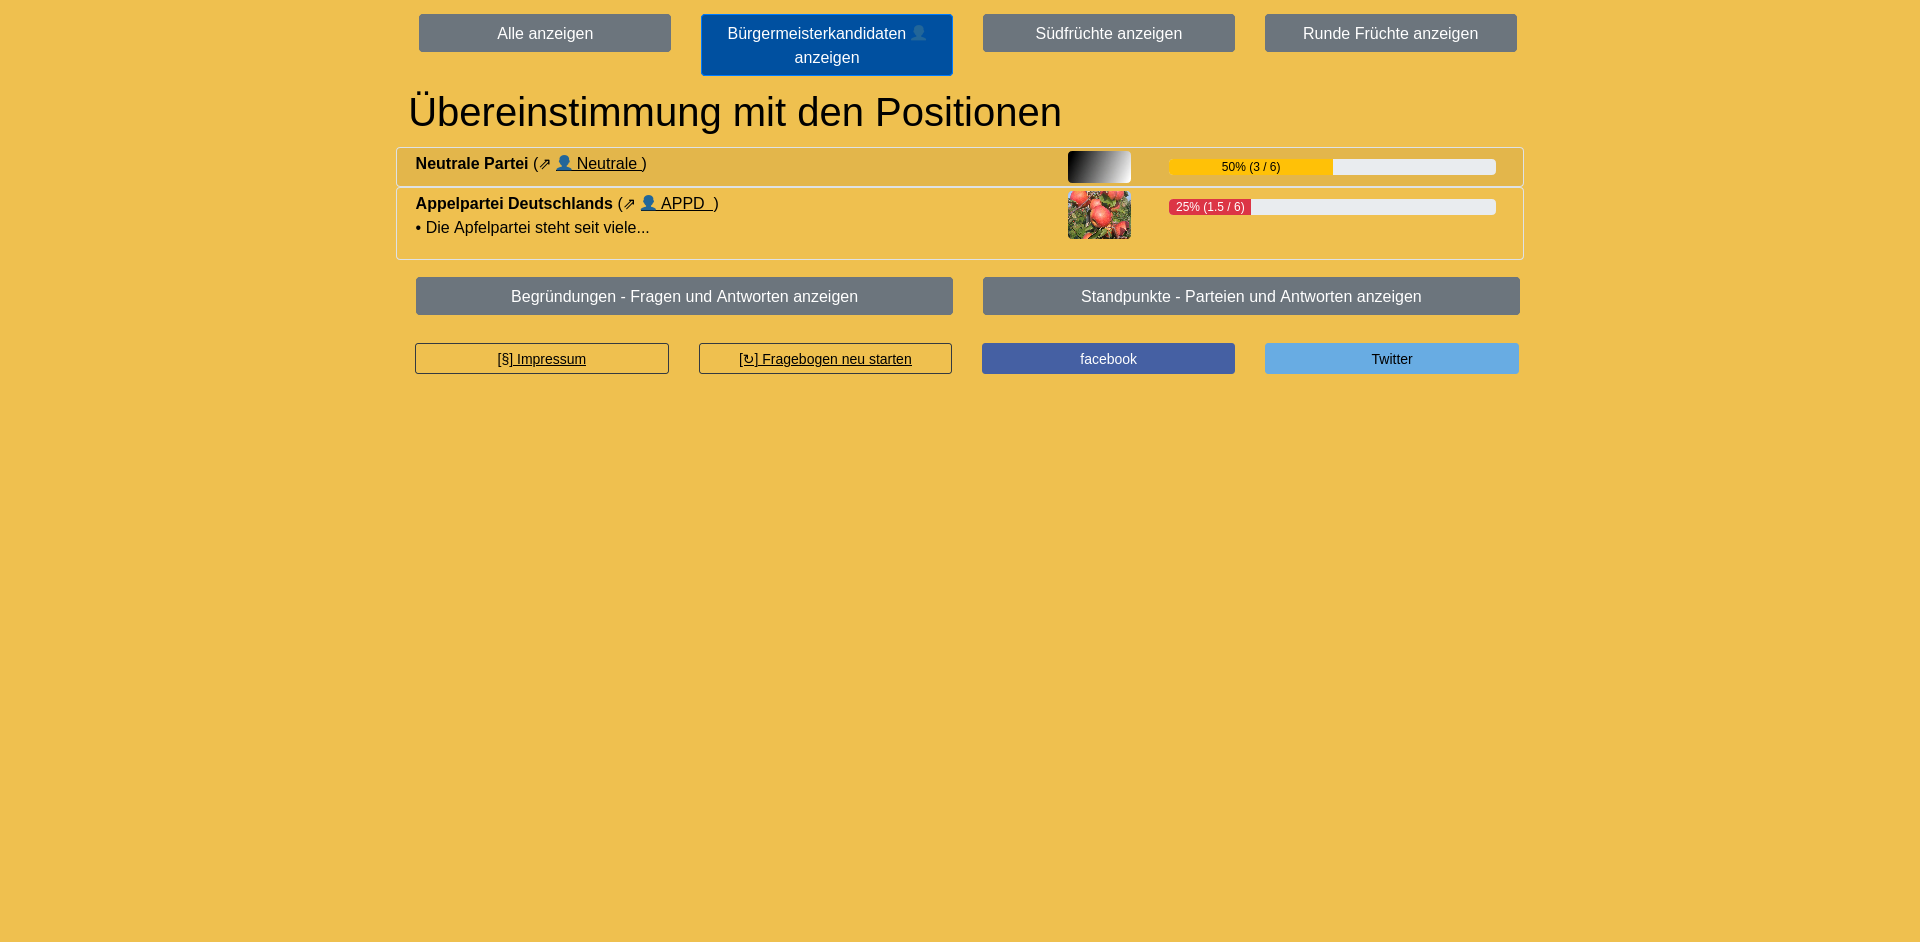 Alle anzeigen
Bürgermeisterkandidaten 👤
anzeigen
Südfrüchte anzeigen
Runde Früchte anzeigen
Übereinstimmung mit den Positionen
Neutrale Partei (⇗ 👤 Neutrale )
50% (3 / 6)
Appelpartei Deutschlands (⇗ 👤 APPD )
25% (1.5 / 6)
• Die Apfelpartei steht seit viele...
Begründungen - Fragen und Antworten anzeigen
Standpunkte - Parteien und Antworten anzeigen
[§] Impressum
[↻] Fragebogen neu starten
facebook
Twitter